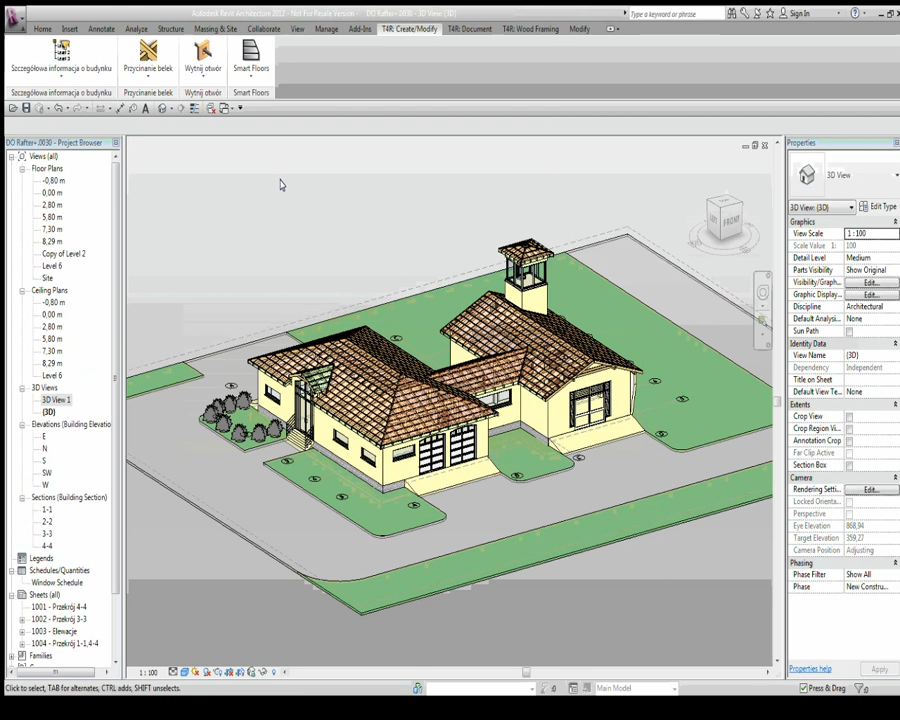 Autodesk Revit Architecture 2012 - Not For Resale Version - DO Rafter+.0030 - 3D View: {3D}
Type a keyword or phrase
Sign In
Home Insert Annotate Analyze Structure Massing & Site Collaborate View Manage Add-Ins T4R: Create/Modify T4R: Document T4R: Wood Framing Modify
Szczegółowa informacja o budynku
Przycinanie belek
Wytnij otwór
Smart Floors
Szczegółowa informacja o budynku
Przycinanie belek
Wytnij otwór
Smart Floors
DO Rafter+.0030 - Project Browser
Views (all)
Floor Plans
-0,80 m
0,00 m
2,80 m
5,80 m
7,30 m
8,29 m
Copy of Level 2
Level 6
Site
Ceiling Plans
-0,80 m
0,00 m
2,80 m
5,80 m
7,30 m
8,29 m
Level 6
3D Views
3D View 1
{3D}
Elevations (Building Elevatio
E
N
S
SW
W
Sections (Building Section)
1-1
2-2
3-3
4-4
Legends
Schedules/Quantities
Window Schedule
Sheets (all)
1001 - Przekrój 4-4
1002 - Przekrój 3-3
1003 - Elewacje
1004 - Przekrój 1-1,4-4
Families
LEFT
FRONT
Properties
3D View
3D View: {3D}
Edit Type
Graphics
View Scale 1 : 100
Scale Value 1: 100
Detail Level Medium
Parts Visibility Show Original
Visibility/Graph... Edit...
Graphic Display... Edit...
Discipline Architectural
Default Analysi... None
Sun Path
Identity Data
View Name {3D}
Dependency Independent
Title on Sheet
Default View Te... None
Extents
Crop View
Crop Region Vi...
Annotation Crop
Far Clip Active
Section Box
Camera
Rendering Setti... Edit...
Locked Orienta...
Perspective
Eye Elevation 868,94
Target Elevation 359,27
Camera Position Adjusting
Phasing
Phase Filter Show All
Phase New Constru...
Properties help
Apply
1 : 100
Click to select, TAB for alternates, CTRL adds, SHIFT unselects.
:0
Main Model
Press & Drag
:0